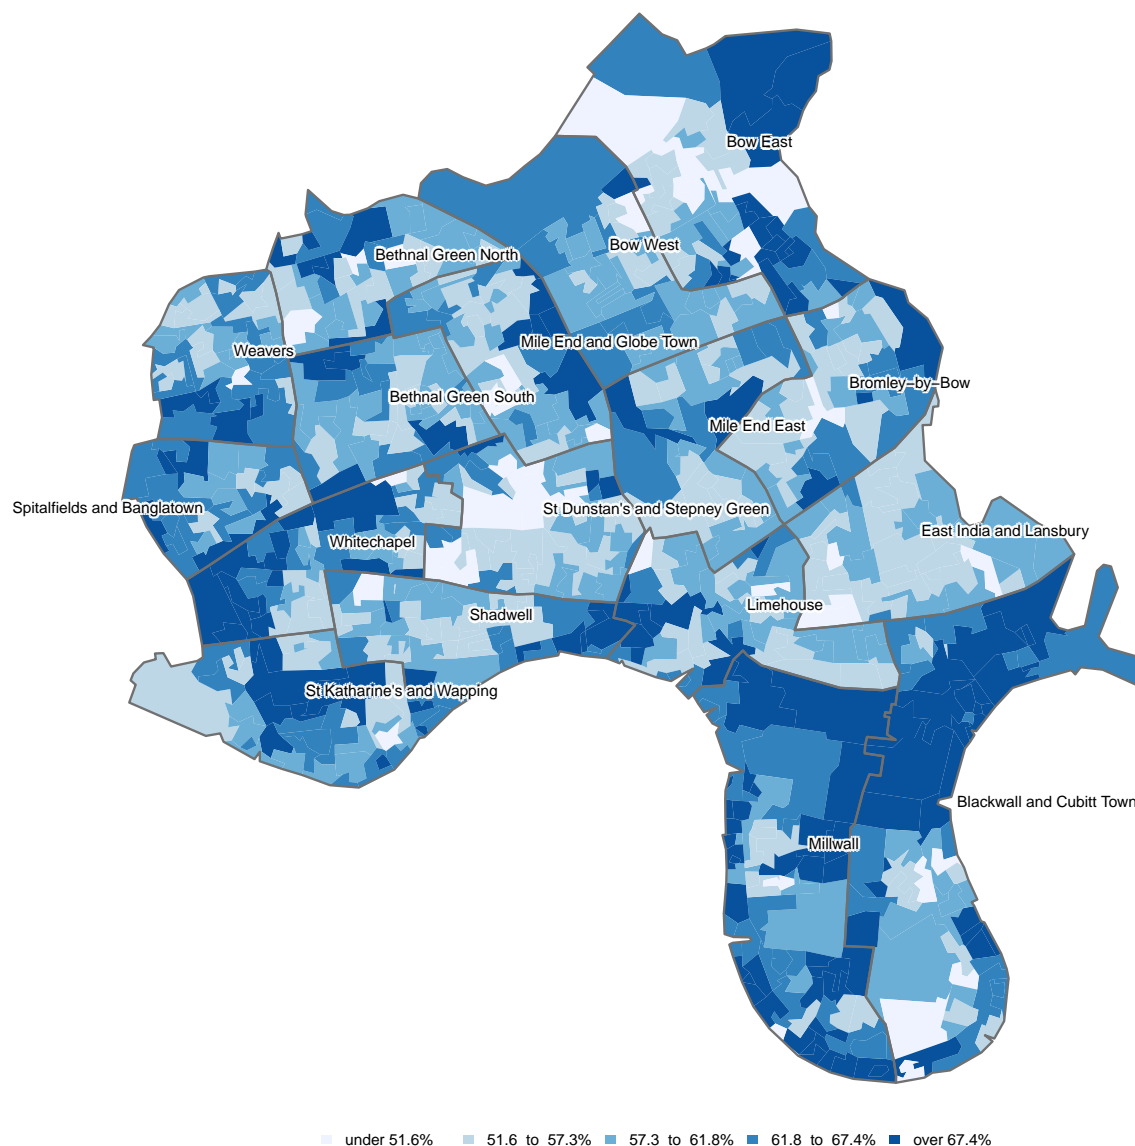 Bow East
Bow West
Bethnal Green North
Mile End and Globe Town
Weavers
Bromley–by–Bow
Bethnal Green South
Mile End East
Spitalfields and Banglatown
St Dunstan's and Stepney Green
East India and Lansbury
Whitechapel
Limehouse
Shadwell
St Katharine's and Wapping
Blackwall and Cubitt Town
Millwall
under 51.6% 51.6 to 57.3% 57.3 to 61.8% 61.8 to 67.4% over 67.4%